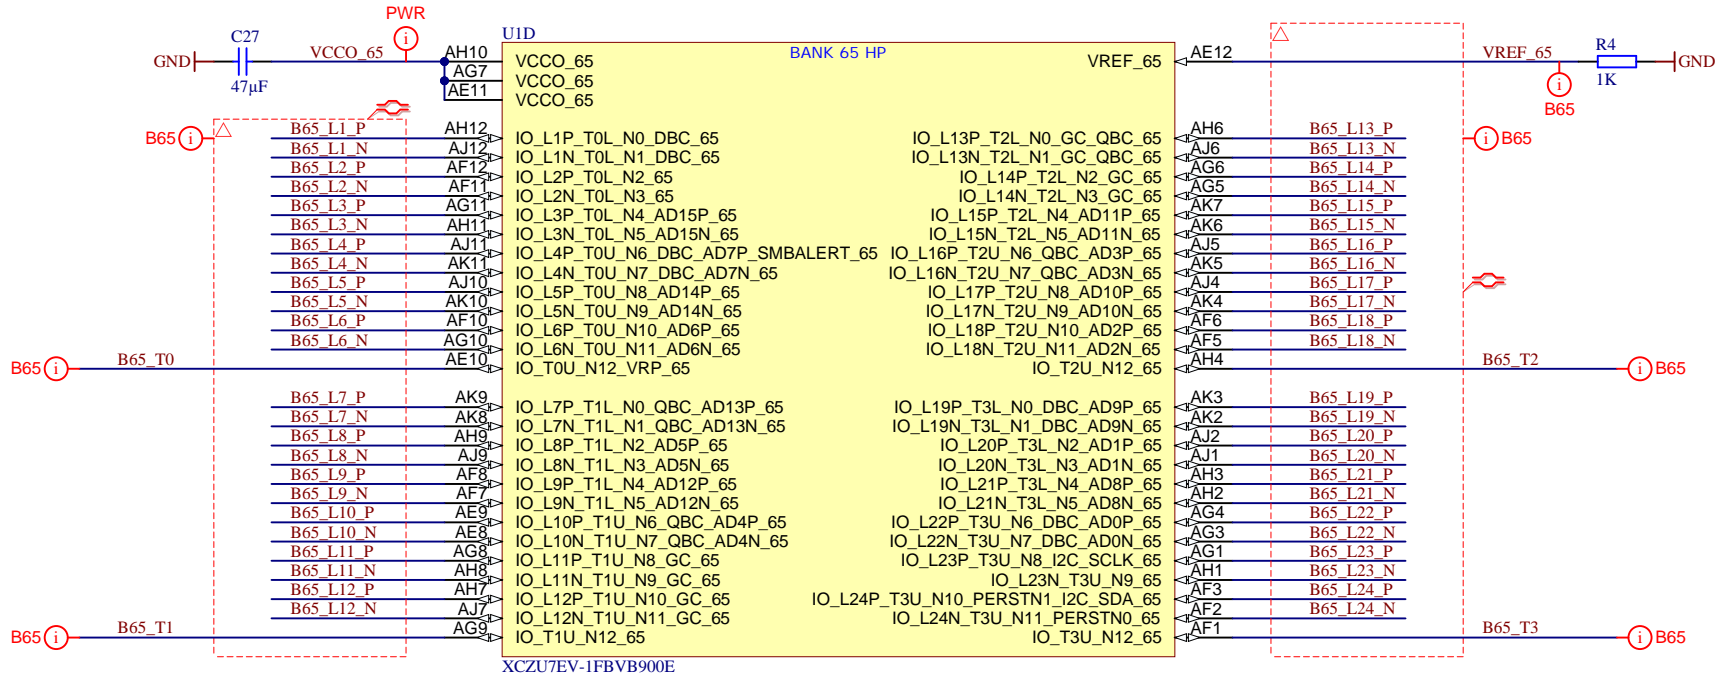 PWR
U1D
C27
GND
VCCO_65
47µF
BANK 65 HP
AH10 VCCO_65
AG7 VCCO_65
AE11 VCCO_65
VREF_65 AE12
VREF_65
R4
GND
1K
B65
B65
B65_L1_P AH12 IO_L1P_T0L_N0_DBC_65
B65_L1_N AJ12 IO_L1N_T0L_N1_DBC_65
B65_L2_P AF12 IO_L2P_T0L_N2_65
B65_L2_N AF11 IO_L2N_T0L_N3_65
B65_L3_P AG11 IO_L3P_T0L_N4_AD15P_65
B65_L3_N AH11 IO_L3N_T0L_N5_AD15N_65
B65_L4_P AJ11 IO_L4P_T0U_N6_DBC_AD7P_SMBALERT_65
B65_L4_N AK11 IO_L4N_T0U_N7_DBC_AD7N_65
B65_L5_P AJ10 IO_L5P_T0U_N8_AD14P_65
B65_L5_N AK10 IO_L5N_T0U_N9_AD14N_65
B65_L6_P AF10 IO_L6P_T0U_N10_AD6P_65
B65_L6_N AG10 IO_L6N_T0U_N11_AD6N_65
B65 B65_T0 AE10 IO_T0U_N12_VRP_65
B65_L7_P AK9 IO_L7P_T1L_N0_QBC_AD13P_65
B65_L7_N AK8 IO_L7N_T1L_N1_QBC_AD13N_65
B65_L8_P AH9 IO_L8P_T1L_N2_AD5P_65
B65_L8_N AJ9 IO_L8N_T1L_N3_AD5N_65
B65_L9_P AF8 IO_L9P_T1L_N4_AD12P_65
B65_L9_N AF7 IO_L9N_T1L_N5_AD12N_65
B65_L10_P AE9 IO_L10P_T1U_N6_QBC_AD4P_65
B65_L10_N AE8 IO_L10N_T1U_N7_QBC_AD4N_65
B65_L11_P AG8 IO_L11P_T1U_N8_GC_65
B65_L11_N AH8 IO_L11N_T1U_N9_GC_65
B65_L12_P AH7 IO_L12P_T1U_N10_GC_65
B65_L12_N AJ7 IO_L12N_T1U_N11_GC_65
B65 B65_T1 AG9 IO_T1U_N12_65
IO_L13P_T2L_N0_GC_QBC_65 AH6 B65_L13_P
B65
IO_L13N_T2L_N1_GC_QBC_65 AJ6 B65_L13_N
IO_L14P_T2L_N2_GC_65 AG6 B65_L14_P
IO_L14N_T2L_N3_GC_65 AG5 B65_L14_N
IO_L15P_T2L_N4_AD11P_65 AK7 B65_L15_P
IO_L15N_T2L_N5_AD11N_65 AK6 B65_L15_N
IO_L16P_T2U_N6_QBC_AD3P_65 AJ5 B65_L16_P
IO_L16N_T2U_N7_QBC_AD3N_65 AK5 B65_L16_N
IO_L17P_T2U_N8_AD10P_65 AJ4 B65_L17_P
IO_L17N_T2U_N9_AD10N_65 AK4 B65_L17_N
IO_L18P_T2U_N10_AD2P_65 AF6 B65_L18_P
IO_L18N_T2U_N11_AD2N_65 AF5 B65_L18_N
IO_T2U_N12_65 AH4 B65_T2 B65
IO_L19P_T3L_N0_DBC_AD9P_65 AK3 B65_L19_P
IO_L19N_T3L_N1_DBC_AD9N_65 AK2 B65_L19_N
IO_L20P_T3L_N2_AD1P_65 AJ2 B65_L20_P
IO_L20N_T3L_N3_AD1N_65 AJ1 B65_L20_N
IO_L21P_T3L_N4_AD8P_65 AH3 B65_L21_P
IO_L21N_T3L_N5_AD8N_65 AH2 B65_L21_N
IO_L22P_T3U_N6_DBC_AD0P_65 AG4 B65_L22_P
IO_L22N_T3U_N7_DBC_AD0N_65 AG3 B65_L22_N
IO_L23P_T3U_N8_I2C_SCLK_65 AG1 B65_L23_P
IO_L23N_T3U_N9_65 AH1 B65_L23_N
IO_L24P_T3U_N10_PERSTN1_I2C_SDA_65 AF3 B65_L24_P
IO_L24N_T3U_N11_PERSTN0_65 AF2 B65_L24_N
IO_T3U_N12_65 AF1 B65_T3 B65
XCZU7EV-1FBVB900E